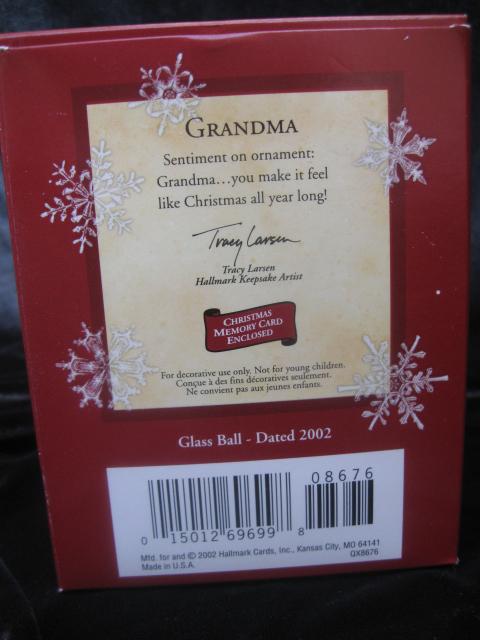 GRANDMA
Sentiment on ornament:
Grandma...you make it feel
like Christmas all year long!
Tracy Larsen
Tracy Larsen
Hallmark Keepsake Artist
CHRISTMAS
MEMORY CARD
ENCLOSED
For decorative use only. Not for young children.
Conçue à des fins décoratives seulement.
Ne convient pas aux jeunes enfants.
Glass Ball - Dated 2002
08676
0 15012 69699 8
Mfd. for and © 2002 Hallmark Cards, Inc., Kansas City, MO 64141
Made in U.S.A. QX8676